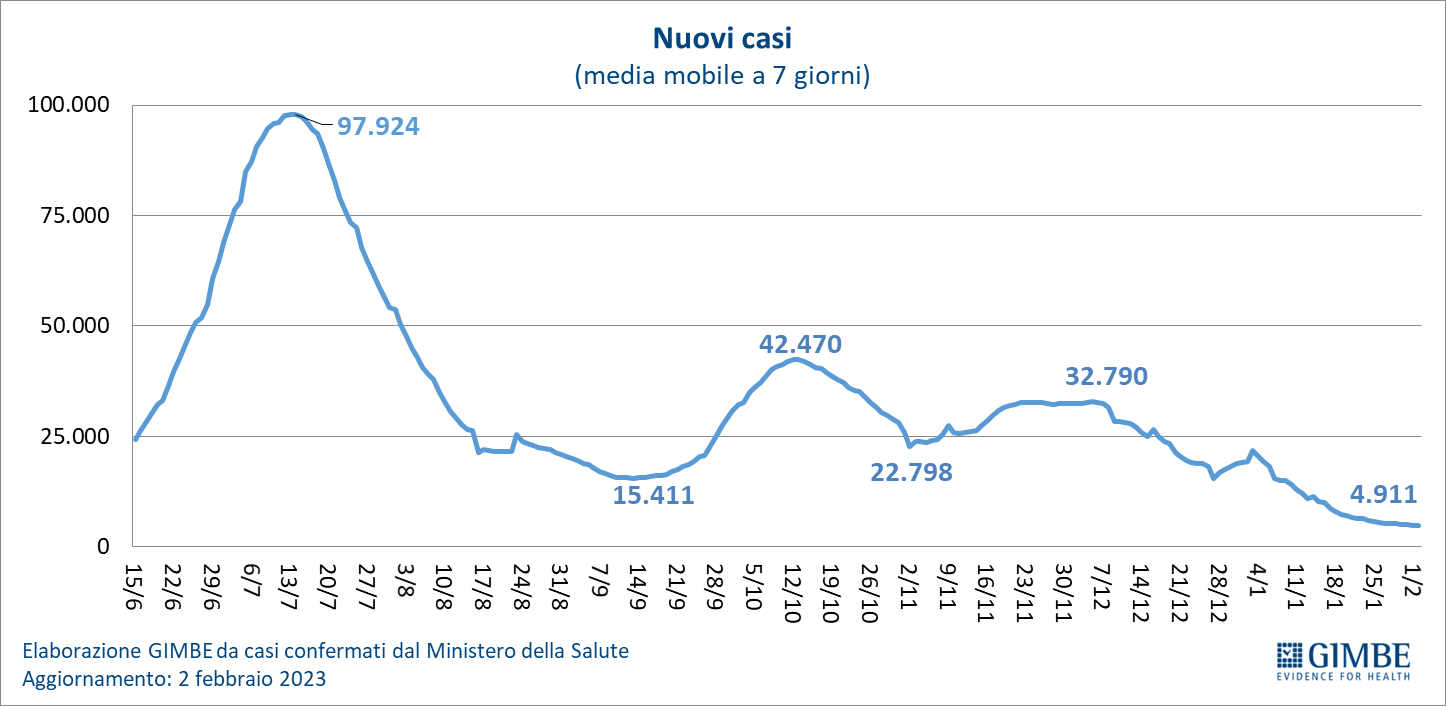 Nuovi casi
(media mobile a 7 giorni)
100.000
97.924
75.000
50.000
42.470
32.790
25.000
22.798
15.411
4.911
0
15/6 22/6 29/6 6/7 13/7 20/7 27/7 3/8 10/8 17/8 24/8 31/8 7/9 14/9 21/9 28/9 5/10 12/10 19/10 26/10 2/11 9/11 16/11 23/11 30/11 7/12 14/12 21/12 28/12 4/1 11/1 18/1 25/1 1/2
Elaborazione GIMBE da casi confermati dal Ministero della Salute
Aggiornamento: 2 febbraio 2023
GIMBE
EVIDENCE FOR HEALTH